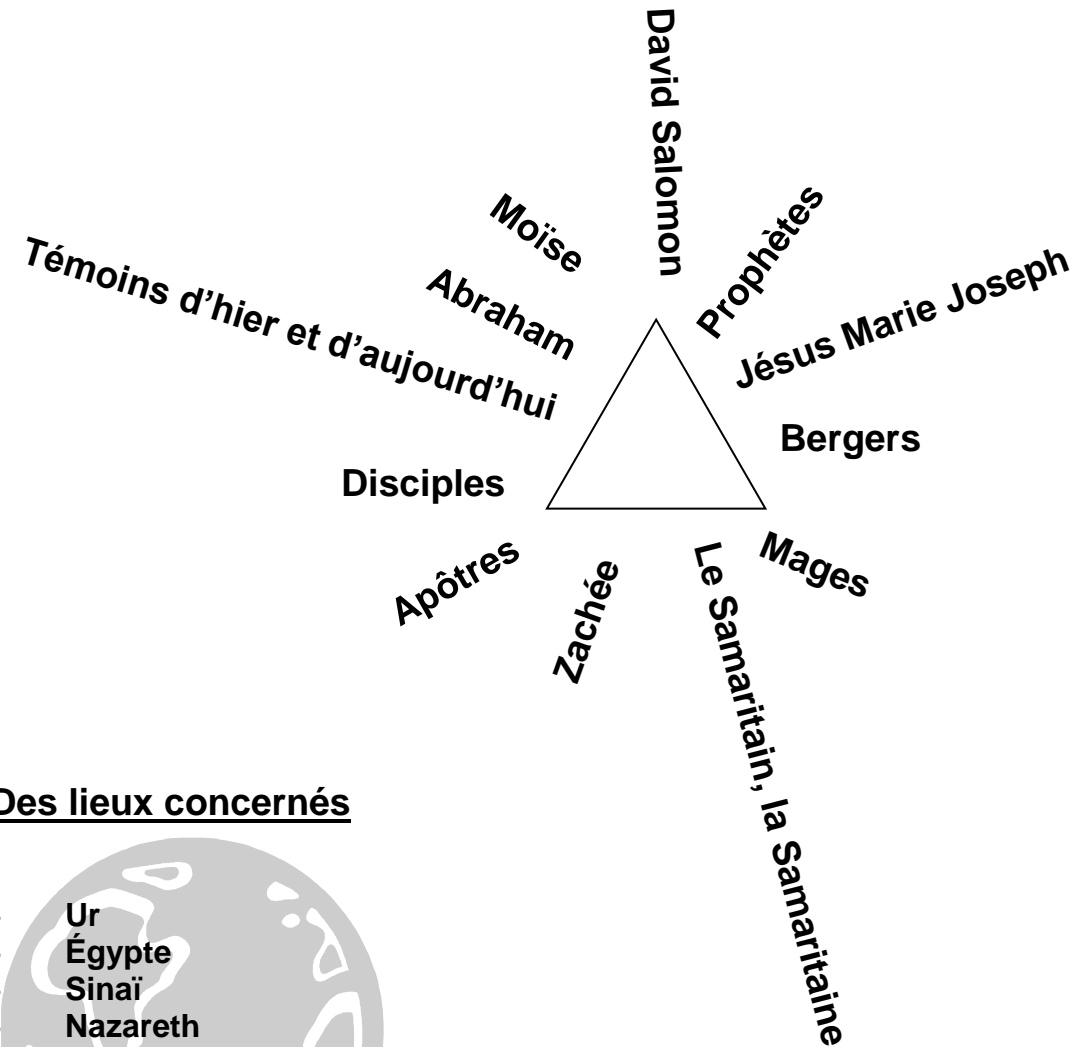 David Salomon
Prophètes
Jésus Marie Joseph
Bergers
Mages
Le Samaritain, la Samaritaine
Zachée
Apôtres
Disciples
Témoins d’hier et d’aujourd’hui
Abraham
Moïse
Des lieux concernés
Ur
Égypte
Sinaï
Nazareth